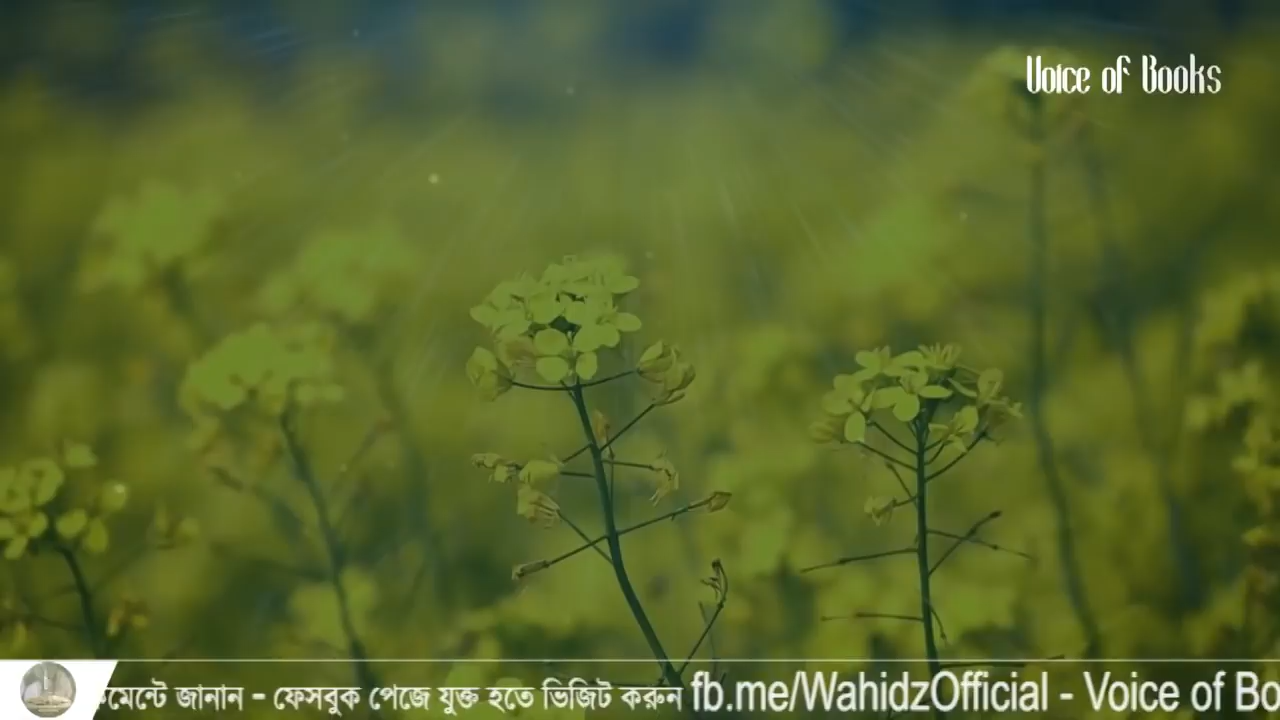 Voice of Books
মেন্টে জানান - ফেসবুক পেজে যুক্ত হতে ভিজিট করুন fb.me/WahidzOfficial - Voice of Bo